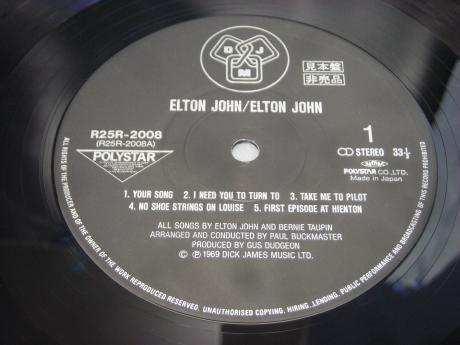 D J M
見本盤
非売品
ELTON JOHN/ELTON JOHN
R25R-2008
(R25R-2008A)
1
STEREO 33 1/3
POLYSTAR
POLYSTAR CO.,LTD.
Made in Japan
1. YOUR SONG 2. I NEED YOU TO TURN TO 3. TAKE ME TO PILOT
4. NO SHOE STRINGS ON LOUISE 5. FIRST EPISODE AT HIENTON
ALL SONGS BY ELTON JOHN AND BERNIE TAUPIN
ARRANGED AND CONDUCTED BY PAUL BUCKMASTER
PRODUCED BY GUS DUDGEON
© ℗ 1969 DICK JAMES MUSIC LTD.
ALL RIGHTS OF THE PRODUCER AND OF THE OWNER OF THE WORK REPRODUCED RESERVED. UNAUTHORISED COPYING, HIRING, LENDING, PUBLIC PERFORMANCE AND BROADCASTING OF THIS RECORD PROHIBITED